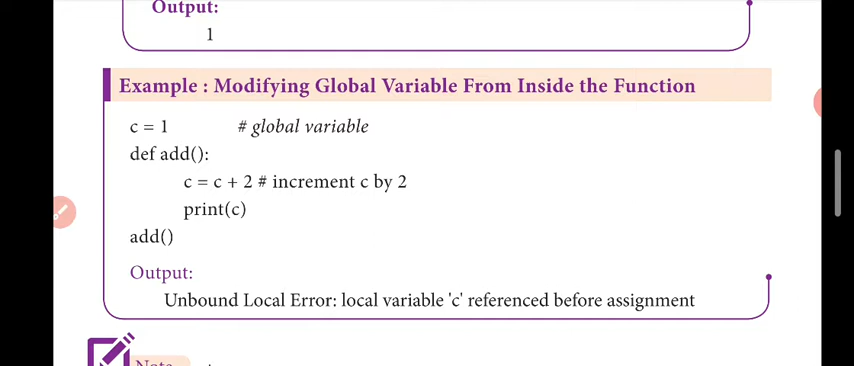 Output:
1
Example : Modifying Global Variable From Inside the Function
c = 1 # global variable
def add():
c = c + 2 # increment c by 2
print(c)
add()
Output:
Unbound Local Error: local variable 'c' referenced before assignment
Note